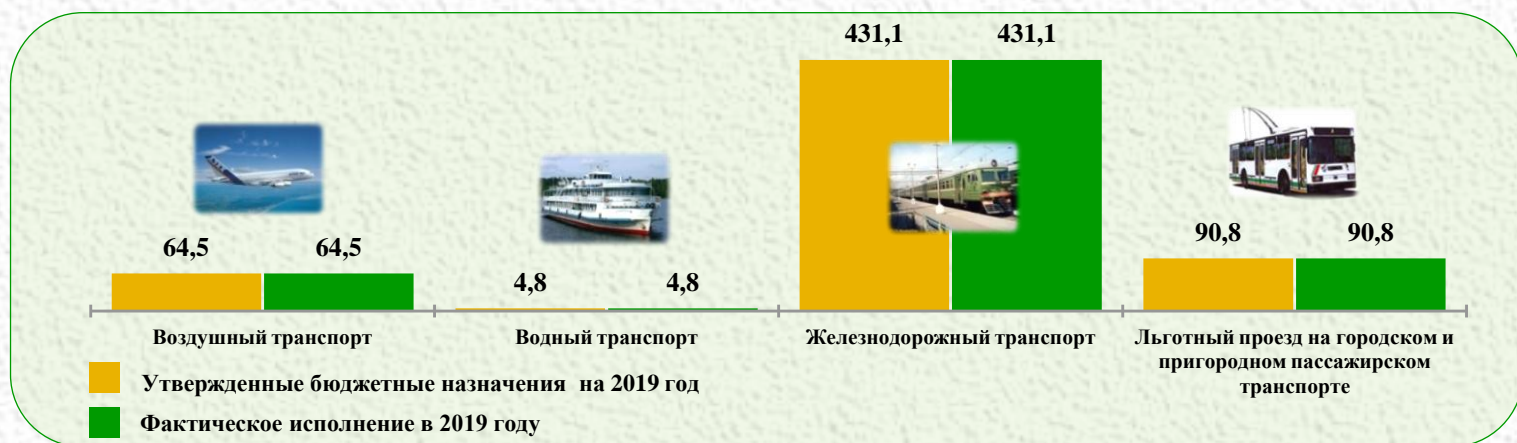 431,1 431,1
64,5 64,5
4,8 4,8
90,8 90,8
Воздушный транспорт
Водный транспорт
Железнодорожный транспорт
Льготный проезд на городском и
пригородном пассажирском
транспорте
Утвержденные бюджетные назначения на 2019 год
Фактическое исполнение в 2019 году